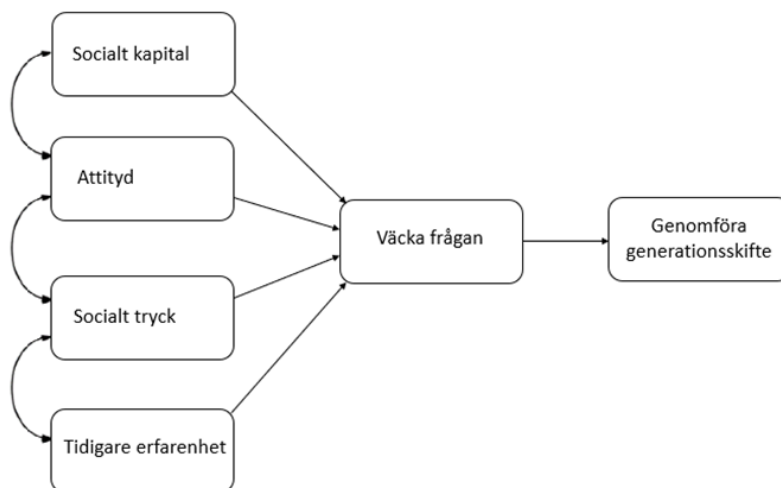 Socialt kapital
Attityd
Socialt tryck
Tidigare erfarenhet
Väcka frågan
Genomföra
generationsskifte